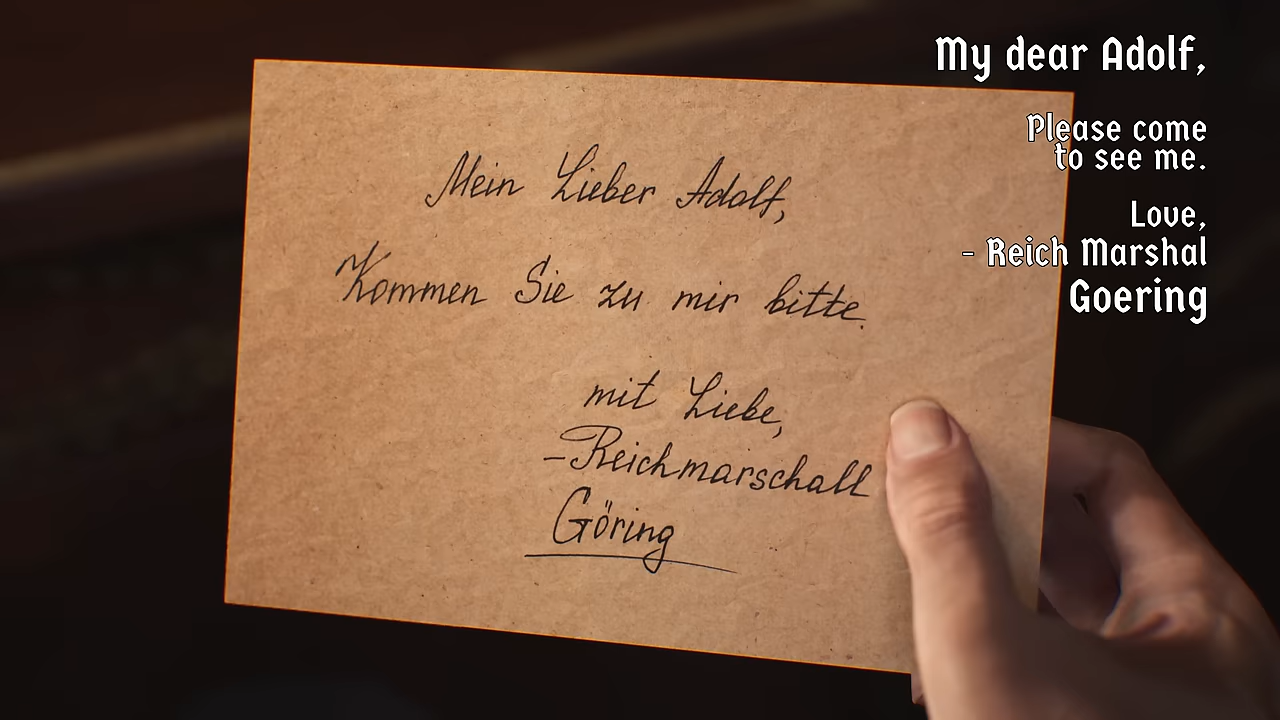 Mein Lieber Adolf,
Kommen Sie zu mir bitte.
mit Liebe,
-Reichmarschall
Göring
My dear Adolf,
Please come
to see me.
Love,
- Reich Marshal
Goering